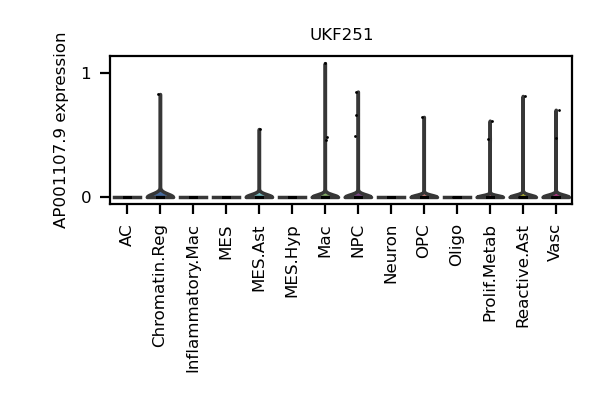 UKF251
AP001107.9 expression
1
0
AC
Chromatin.Reg
Inflammatory.Mac
MES
MES.Ast
MES.Hyp
Mac
NPC
Neuron
OPC
Oligo
Prolif.Metab
Reactive.Ast
Vasc